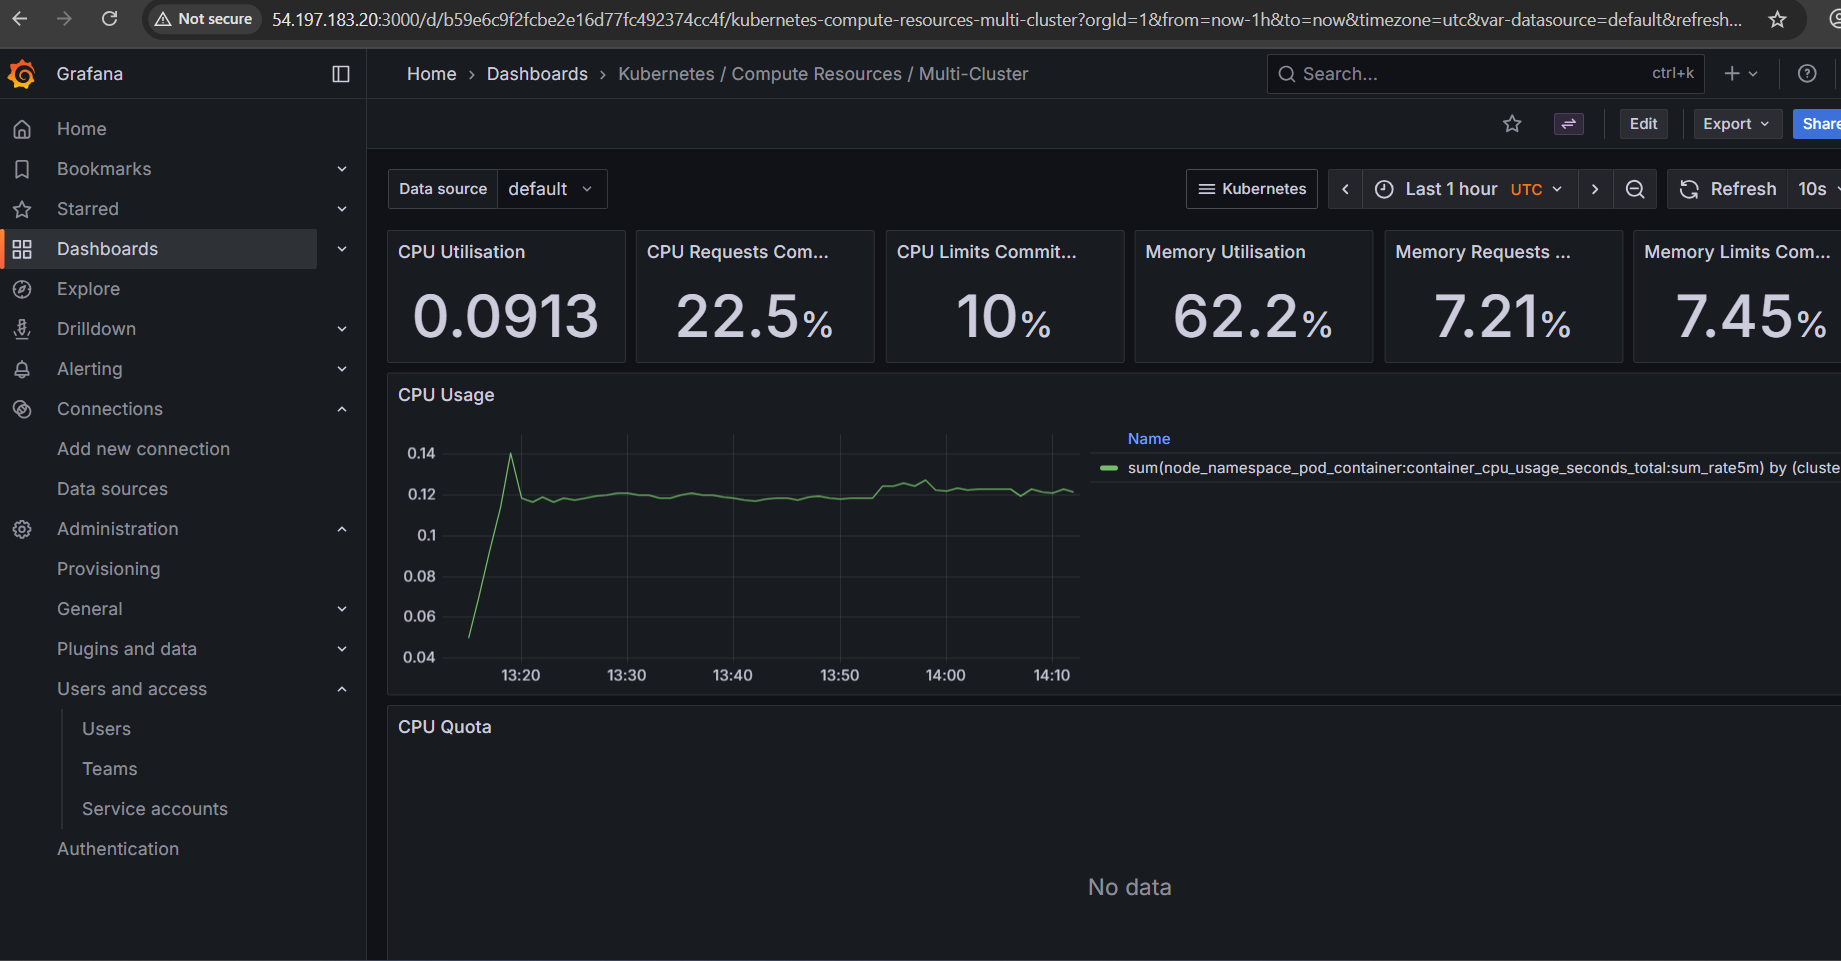 Not secure
54.197.183.20:3000/d/b59e6c9f2fcbe2e16d77fc492374cc4f/kubernetes-compute-resources-multi-cluster?orgId=1&from=now-1h&to=now&timezone=utc&var-datasource=default&refresh...
Grafana
Home › Dashboards › Kubernetes / Compute Resources / Multi-Cluster
Search...
ctrl+k
Home
Bookmarks
Starred
Dashboards
Explore
Drilldown
Alerting
Connections
Add new connection
Data sources
Administration
Provisioning
General
Plugins and data
Users and access
Users
Teams
Service accounts
Authentication
Edit
Export
Share
Data source
default
Kubernetes
Last 1 hour UTC
Refresh
10s
CPU Utilisation
0.0913
CPU Requests Com...
22.5%
CPU Limits Commit...
10%
Memory Utilisation
62.2%
Memory Requests ...
7.21%
Memory Limits Com...
7.45%
CPU Usage
0.14
0.12
0.1
0.08
0.06
0.04
13:20
13:30
13:40
13:50
14:00
14:10
Name
sum(node_namespace_pod_container:container_cpu_usage_seconds_total:sum_rate5m) by (cluste
CPU Quota
No data